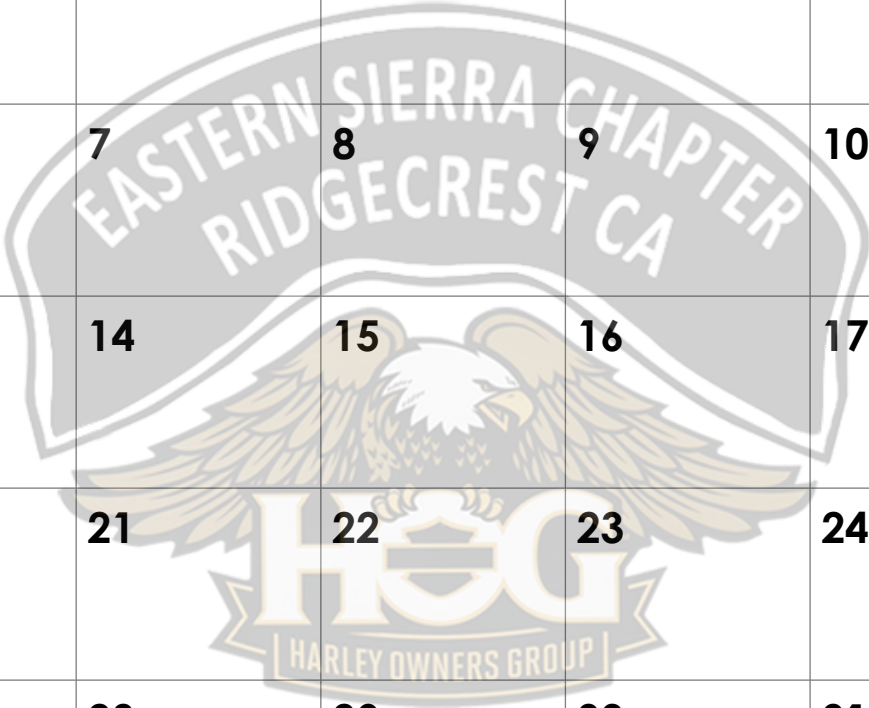 EASTERN SIERRA CHAPTER
RIDGECREST CA
7 8 9 10
14 15 16 17
21 22 23 24
HOG
HARLEY OWNERS GROUP